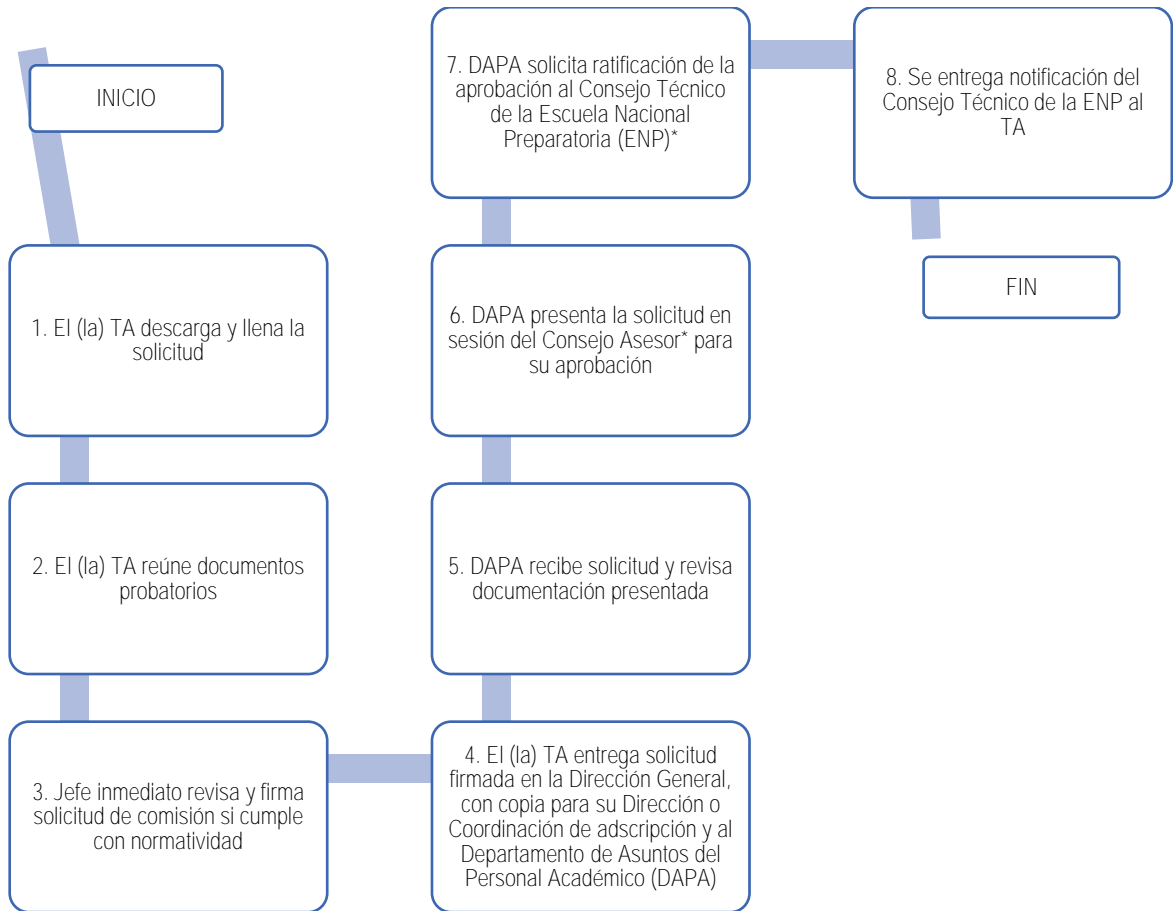 INICIO
1. El (la) TA descarga y llena la
solicitud
2. El (la) TA reúne documentos
probatorios
3. Jefe inmediato revisa y firma
solicitud de comisión si cumple
con normatividad
4. El (la) TA entrega solicitud
firmada en la Dirección General,
con copia para su Dirección o
Coordinación de adscripción y al
Departamento de Asuntos del
Personal Académico (DAPA)
5. DAPA recibe solicitud y revisa
documentación presentada
6. DAPA presenta la solicitud en
sesión del Consejo Asesor* para
su aprobación
7. DAPA solicita ratificación de la
aprobación al Consejo Técnico
de la Escuela Nacional
Preparatoria (ENP)*
8. Se entrega notificación del
Consejo Técnico de la ENP al
TA
FIN